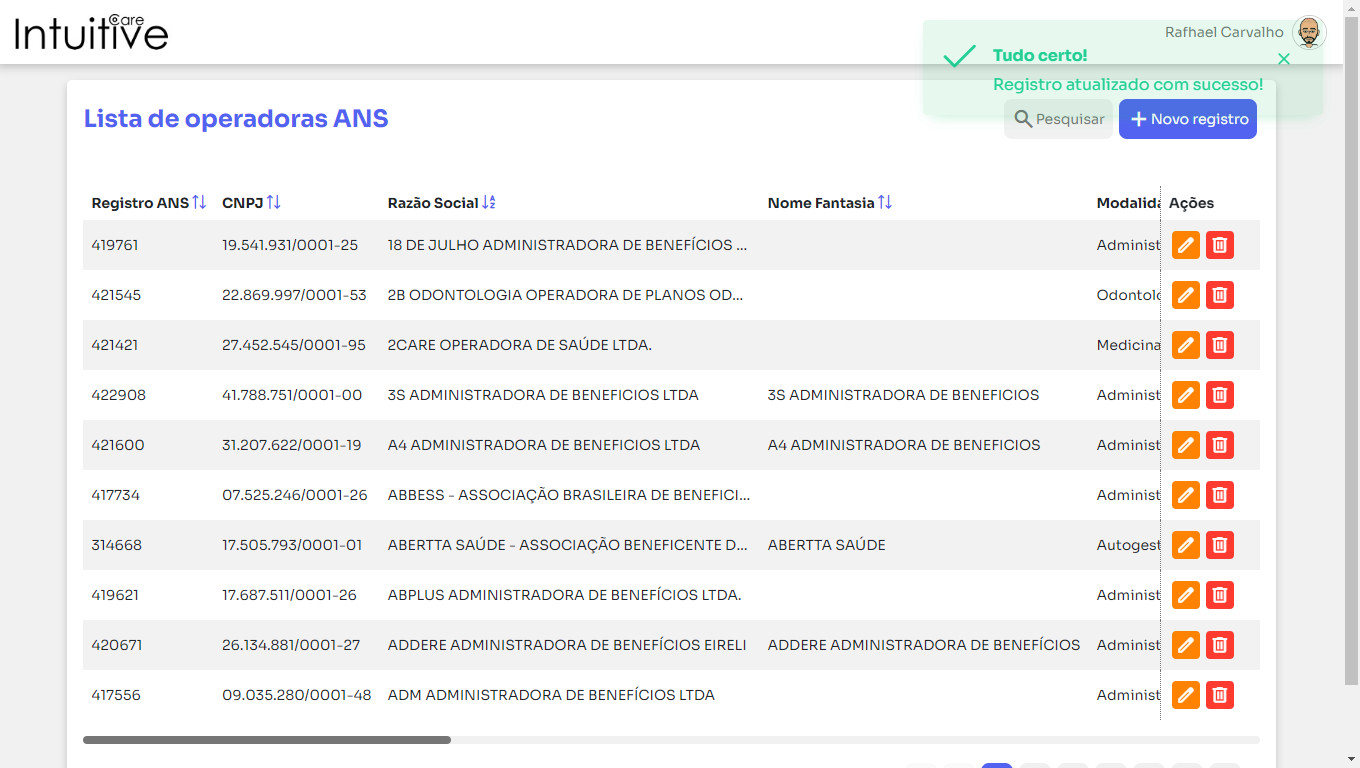 Intuitive Care
Rafhael Carvalho
Tudo certo!
Registro atualizado com sucesso!
Lista de operadoras ANS
Pesquisar
Novo registro
Registro ANS CNPJ Razão Social Nome Fantasia Modalida Ações
419761 19.541.931/0001-25 18 DE JULHO ADMINISTRADORA DE BENEFÍCIOS ... Administ
421545 22.869.997/0001-53 2B ODONTOLOGIA OPERADORA DE PLANOS OD... Odontolo
421421 27.452.545/0001-95 2CARE OPERADORA DE SAÚDE LTDA. Medicina
422908 41.788.751/0001-00 3S ADMINISTRADORA DE BENEFICIOS LTDA 3S ADMINISTRADORA DE BENEFICIOS Administ
421600 31.207.622/0001-19 A4 ADMINISTRADORA DE BENEFICIOS LTDA A4 ADMINISTRADORA DE BENEFICIOS Administ
417734 07.525.246/0001-26 ABBESS - ASSOCIAÇÃO BRASILEIRA DE BENEFICI... Administ
314668 17.505.793/0001-01 ABERTTA SAÚDE - ASSOCIAÇÃO BENEFICENTE D... ABERTTA SAÚDE Autogest
419621 17.687.511/0001-26 ABPLUS ADMINISTRADORA DE BENEFÍCIOS LTDA. Administ
420671 26.134.881/0001-27 ADDERE ADMINISTRADORA DE BENEFÍCIOS EIRELI ADDERE ADMINISTRADORA DE BENEFÍCIOS Administ
417556 09.035.280/0001-48 ADM ADMINISTRADORA DE BENEFÍCIOS LTDA Administ